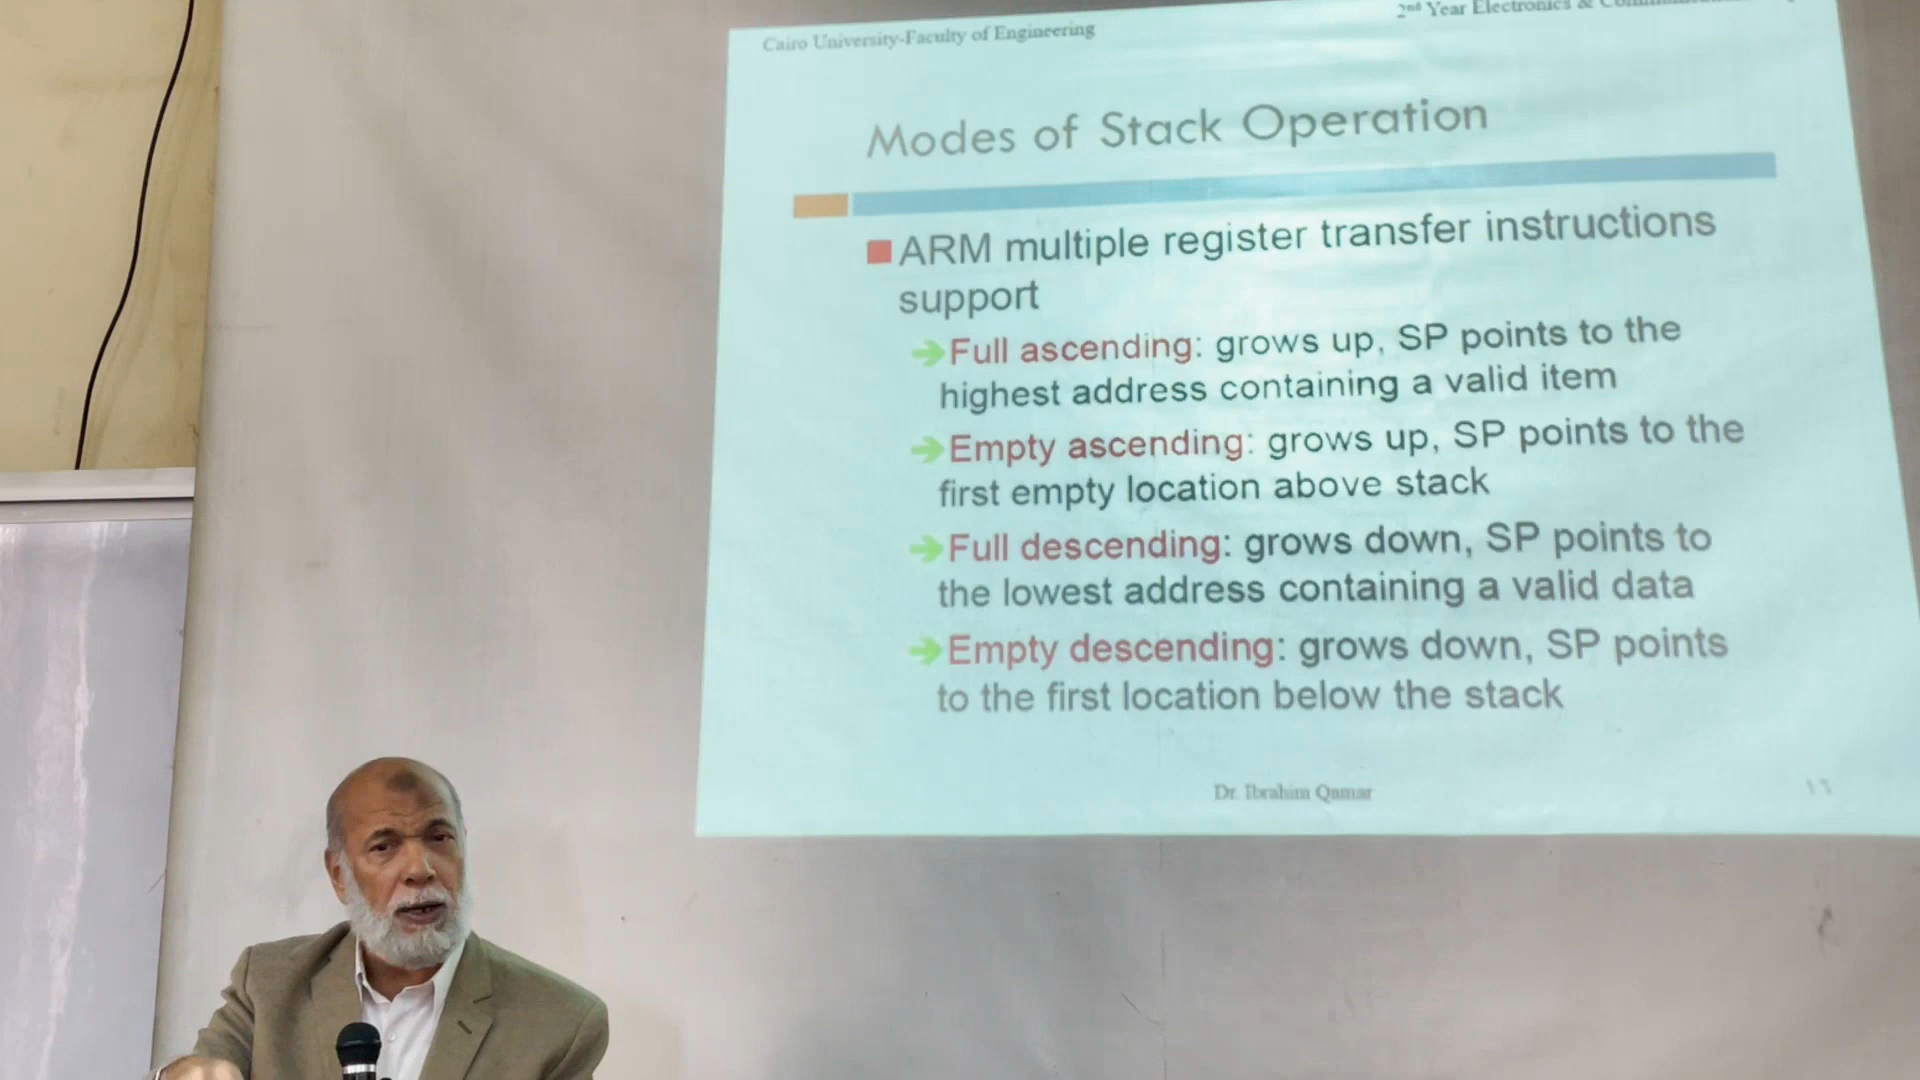 Cairo University-Faculty of Engineering
2nd Year Electronics &
Modes of Stack Operation
ARM multiple register transfer instructions
support
Full ascending: grows up, SP points to the
highest address containing a valid item
Empty ascending: grows up, SP points to the
first empty location above stack
Full descending: grows down, SP points to
the lowest address containing a valid data
Empty descending: grows down, SP points
to the first location below the stack
Dr. Ibrahim Qamar